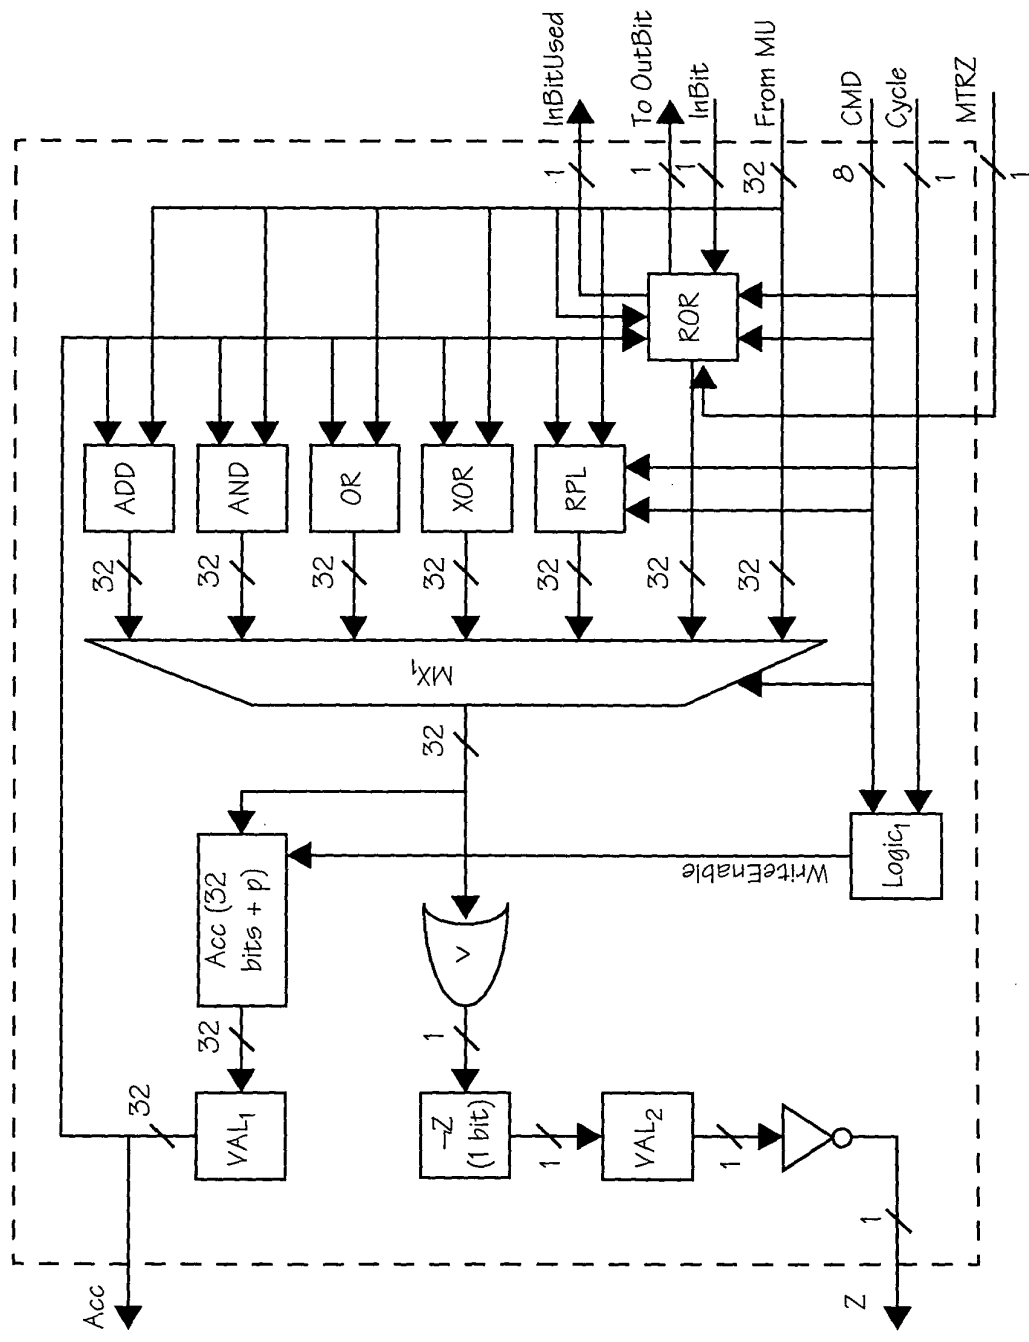 InBitUsed
To OutBit
InBit
From MU
CMD
Cycle
MTRZ
1
1
1
32
8
1
1
ROR
ADD
AND
OR
XOR
RPL
32
32
32
32
32
32
32
MX1
32
WriteEnable
Logic1
Acc (32
bits + p)
V
32
1
32
VAL1
¬Z
(1 bit)
1
VAL2
1
1
Acc
Z